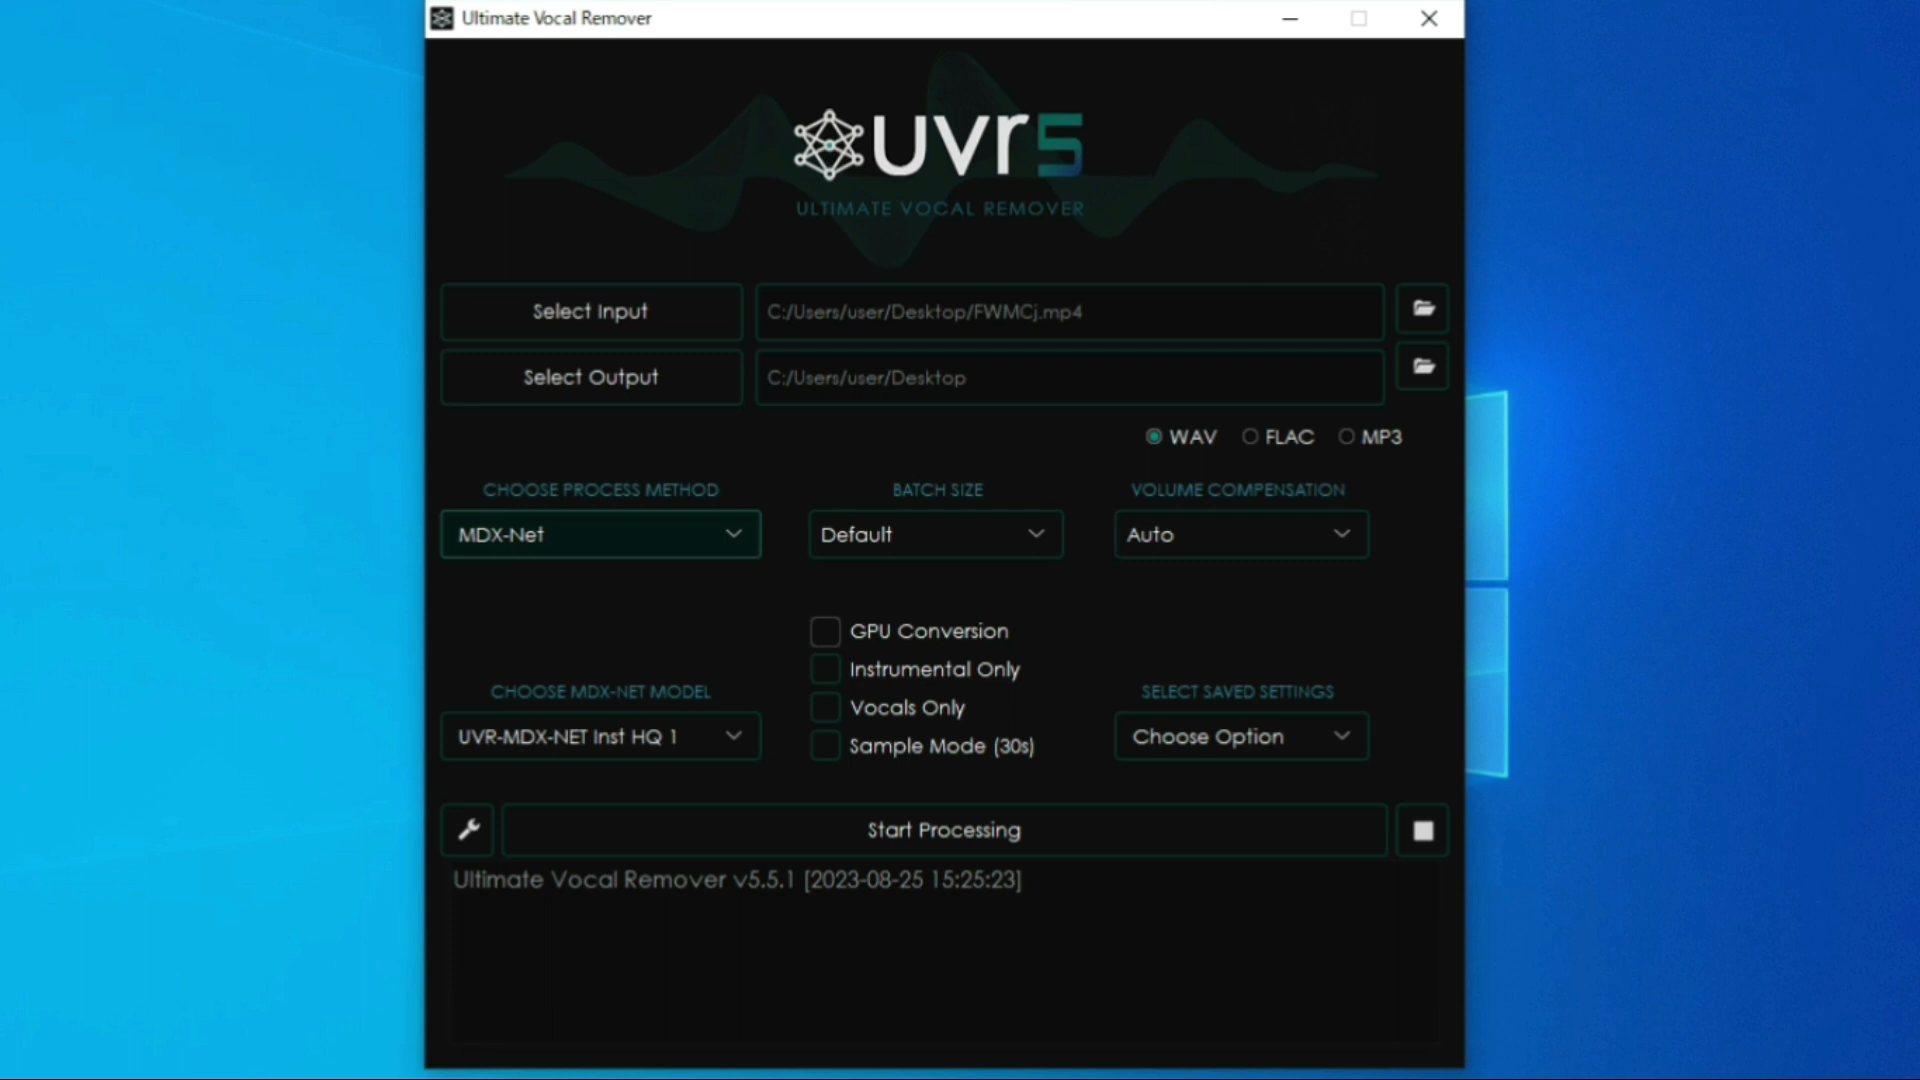 Ultimate Vocal Remover
uvr5
ULTIMATE VOCAL REMOVER
Select Input
C:/Users/user/Desktop/FWMCj.mp4
Select Output
C:/Users/user/Desktop
WAV FLAC MP3
CHOOSE PROCESS METHOD BATCH SIZE VOLUME COMPENSATION
MDX-Net Default Auto
GPU Conversion
Instrumental Only
Vocals Only
Sample Mode (30s)
CHOOSE MDX-NET MODEL
UVR-MDX-NET Inst HQ 1
SELECT SAVED SETTINGS
Choose Option
Start Processing
Ultimate Vocal Remover v5.5.1 [2023-08-25 15:25:23]